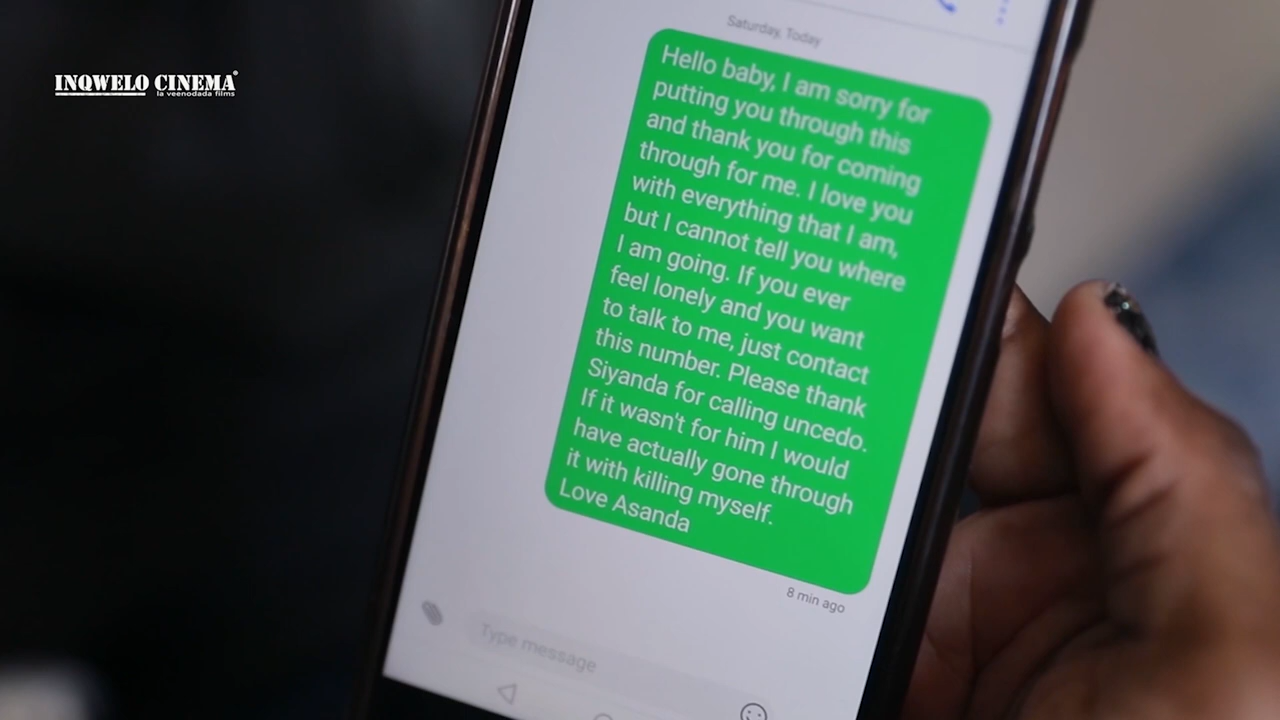 INQWELO CINEMA
la veenodada films
Saturday, Today
Hello baby, I am sorry for
putting you through this
and thank you for coming
through for me. I love you
with everything that I am,
but I cannot tell you where
I am going. If you ever
feel lonely and you want
to talk to me, just contact
this number. Please thank
Siyanda for calling uncedo.
If it wasn't for him I would
have actually gone through
it with killing myself.
Love Asanda
8 min ago
Type message